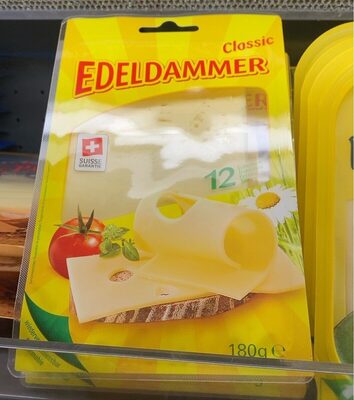 Classic
EDELDAMMER
SUISSE
GARANTIE
12
180g e